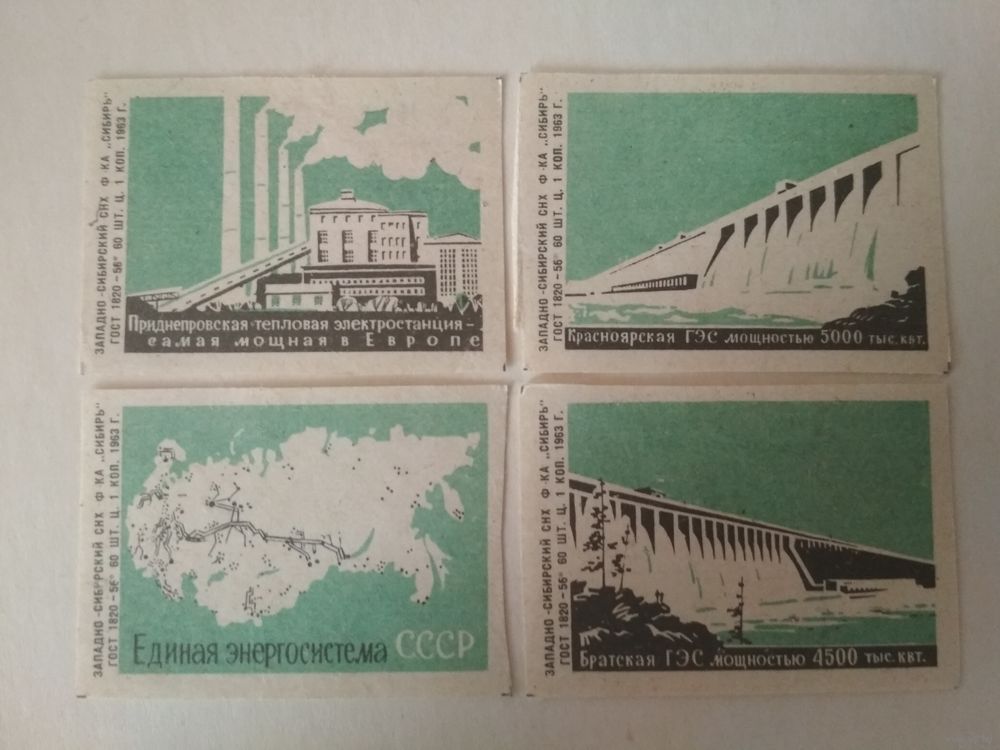 ЗАПАДНО-СИБИРСКИЙ СНХ Ф-КА „СИБИРЬ“
ГОСТ 1820-56° 60 ШТ. Ц. 1 КОП. 1963 Г.
Приднепровская тепловая электростанция-
самая мощная в Европе
ЗАПАДНО-СИБИРСКИЙ СНХ Ф-КА „СИБИРЬ“
ГОСТ 1820-56° 60 ШТ. Ц. 1 КОП. 1963 Г.
Красноярская ГЭС мощностью 5000 тыс. квт.
ЗАПАДНО-СИБИРСКИЙ СНХ Ф-КА „СИБИРЬ“
ГОСТ 1820-56° 60 ШТ. Ц. 1 КОП. 1963 Г.
Единая энергосистема СССР
ЗАПАДНО-СИБИРСКИЙ СНХ Ф-КА „СИБИРЬ“
ГОСТ 1820-56° 60 ШТ. Ц. 1 КОП. 1963 Г.
Братская ГЭС мощностью 4500 тыс. квт.